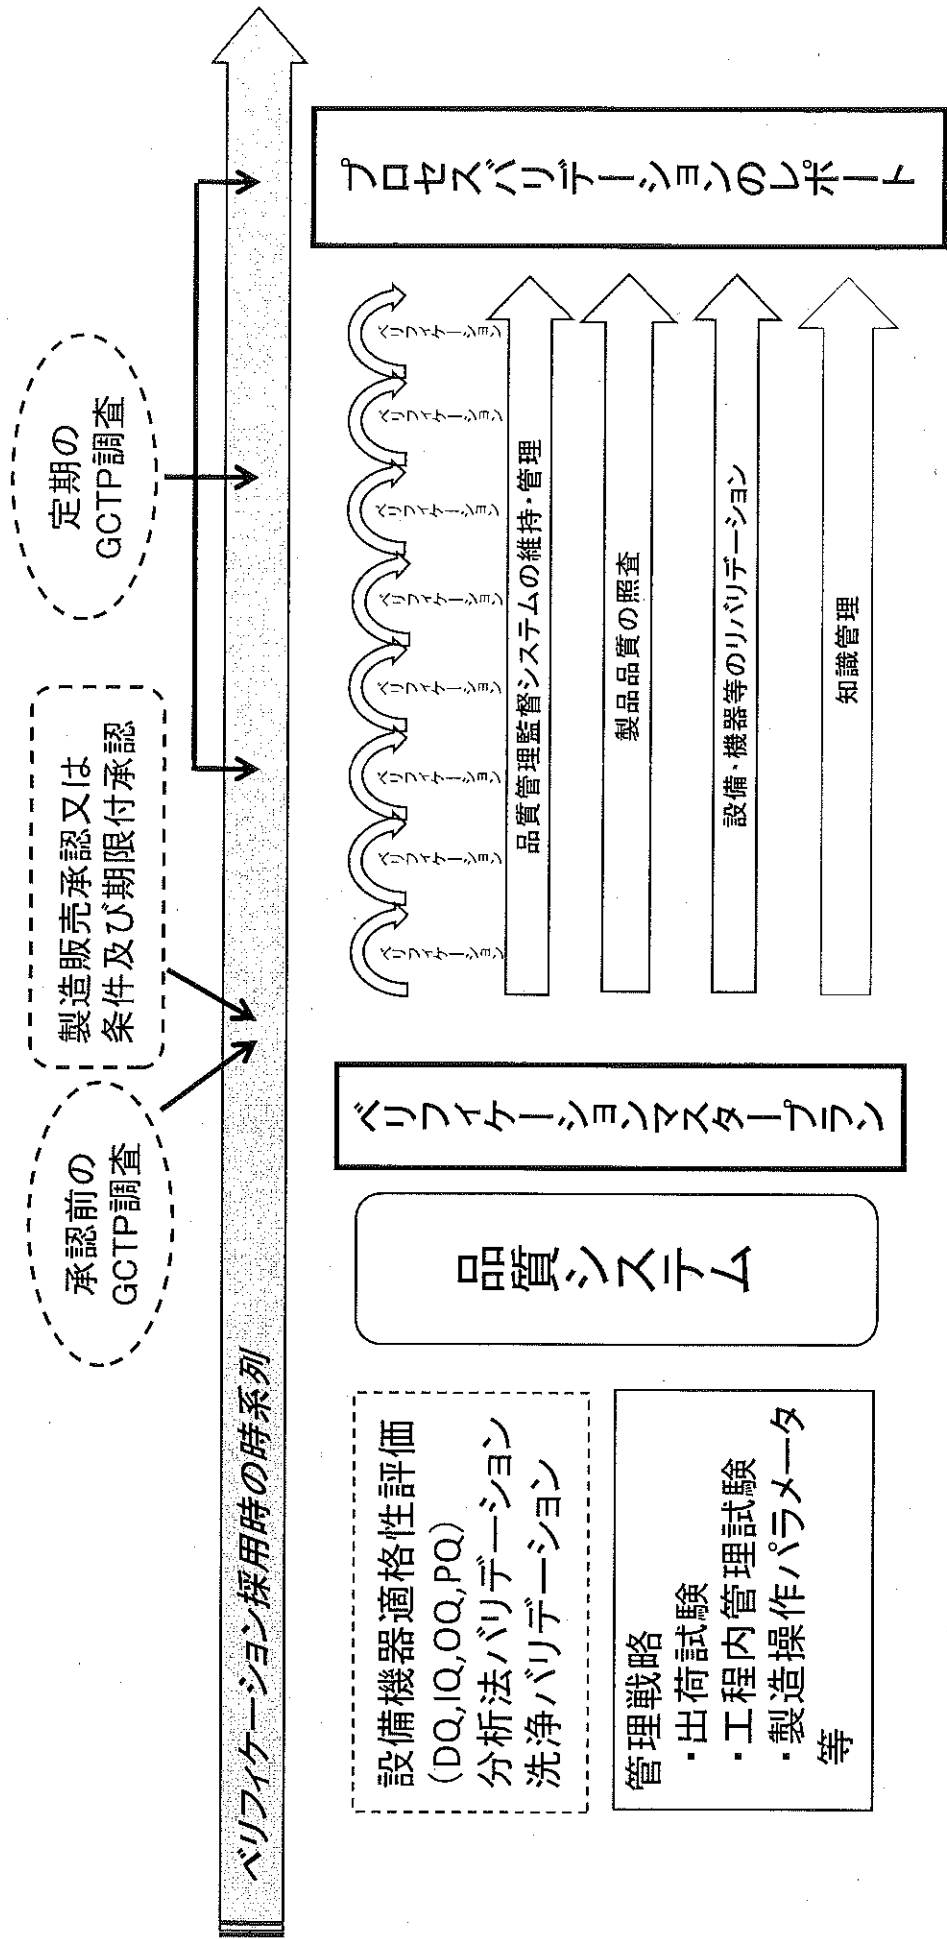 ベリフィケーション採用時の時系列
承認前の
GCTP調査
製造販売承認又は
条件及び期限付承認
定期の
GCTP調査
設備機器適格性評価
(DQ,IQ,OQ,PQ)
分析法バリデーション
洗浄バリデーション
管理戦略
・出荷試験
・工程内管理試験
・製造操作パラメータ
等
品質システム
ベリフィケーションマスタープラン
ベリフィケーション
ベリフィケーション
ベリフィケーション
ベリフィケーション
ベリフィケーション
ベリフィケーション
ベリフィケーション
ベリフィケーション
品質管理監督システムの維持・管理
製品品質の照査
設備・機器等のリバリデーション
知識管理
プロセスバリデーションのレポート